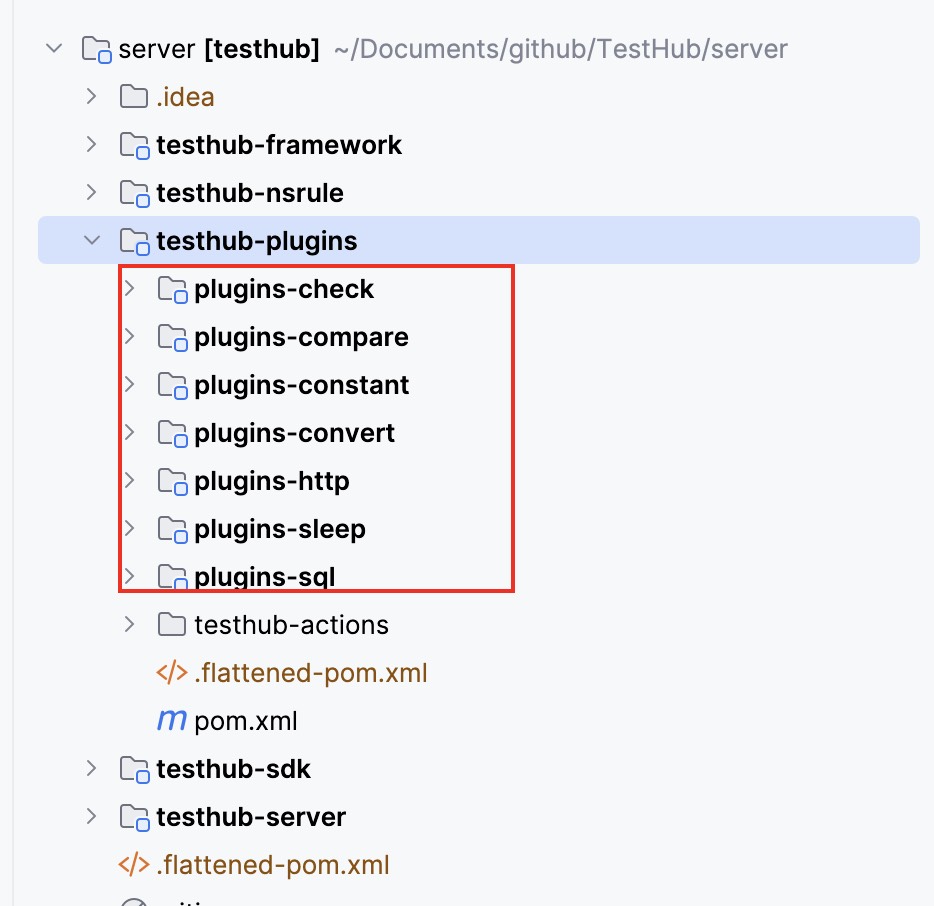 server [testhub] ~/Documents/github/TestHub/server
.idea
testhub-framework
testhub-nsrule
testhub-plugins
plugins-check
plugins-compare
plugins-constant
plugins-convert
plugins-http
plugins-sleep
plugins-sql
testhub-actions
</> .flattened-pom.xml
m pom.xml
testhub-sdk
testhub-server
</> .flattened-pom.xml